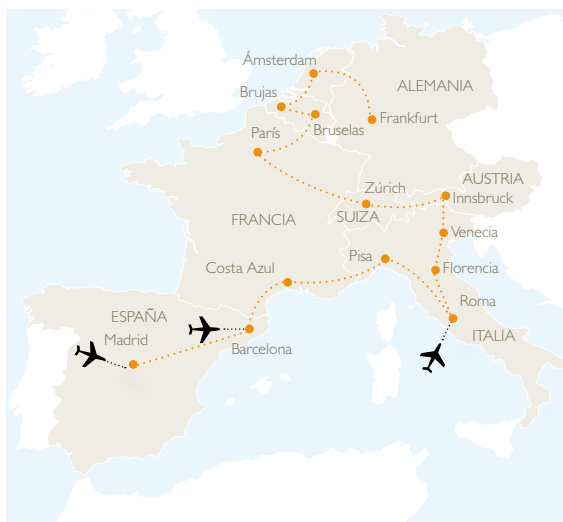 Ámsterdam
ALEMANIA
Brujas
Frankfurt
Bruselas
París
Zúrich
AUSTRIA
Innsbruck
FRANCIA
SUIZA
Venecia
Pisa
Costa Azul
Florencia
Roma
ESPAÑA
Madrid
Barcelona
ITALIA